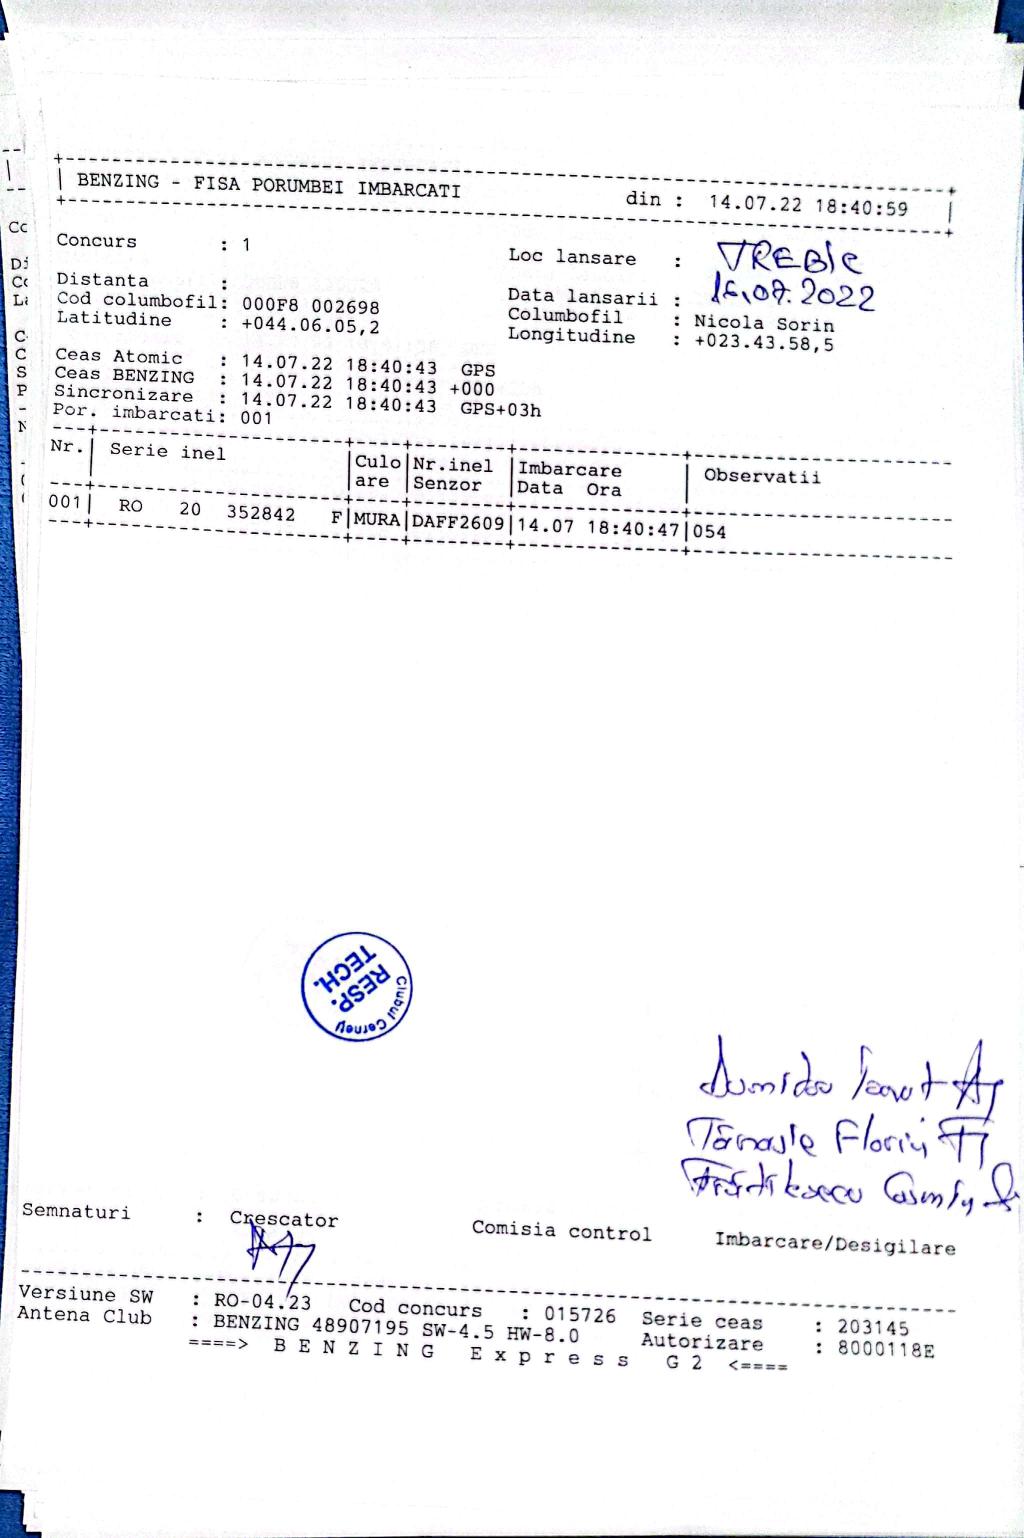 BENZING - FISA PORUMBEI IMBARCATI din : 14.07.22 18:40:59
Concurs : 1 Loc lansare : TREBIC
Distanta : Data lansarii : 16.07.2022
Cod columbofil: 000F8 002698 Columbofil : Nicola Sorin
Latitudine : +044.06.05,2 Longitudine : +023.43.58,5
Ceas Atomic : 14.07.22 18:40:43 GPS
Ceas BENZING : 14.07.22 18:40:43 +000
Sincronizare : 14.07.22 18:40:43 GPS+03h
Por. imbarcati: 001
Nr.| Serie inel |Culo|Nr.inel |Imbarcare | Observatii
|are |Senzor |Data Ora |
001| RO 20 352842 F|MURA|DAFF2609|14.07 18:40:47|054
RESP.
TECH.
Clubul Cerney
Florin
Semnaturi : Crescator Comisia control Imbarcare/Desigilare
Versiune SW : RO-04.23 Cod concurs : 015726 Serie ceas : 203145
Antena Club : BENZING 48907195 SW-4.5 HW-8.0 Autorizare : 8000118E
====> B E N Z I N G E x p r e s s G 2 <====